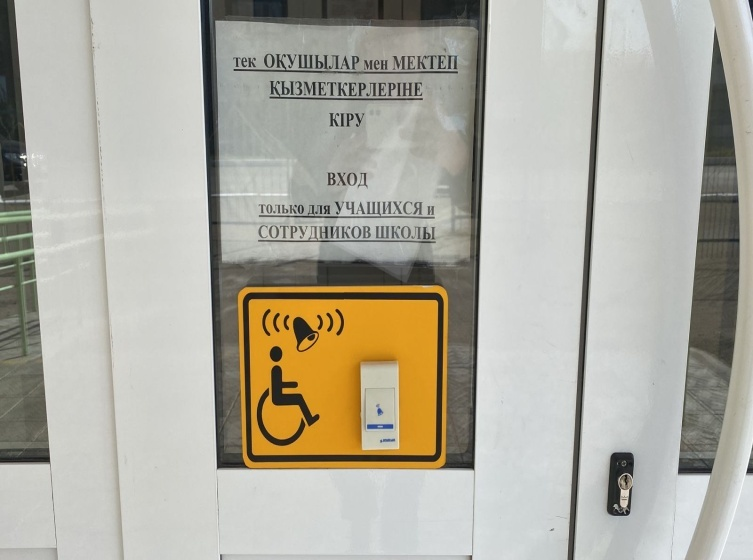 тек ОҚУШЫЛАР мен МЕКТЕП
ҚЫЗМЕТКЕРЛЕРІНЕ
КІРУ
ВХОД
только для УЧАЩИХСЯ и
СОТРУДНИКОВ ШКОЛЫ